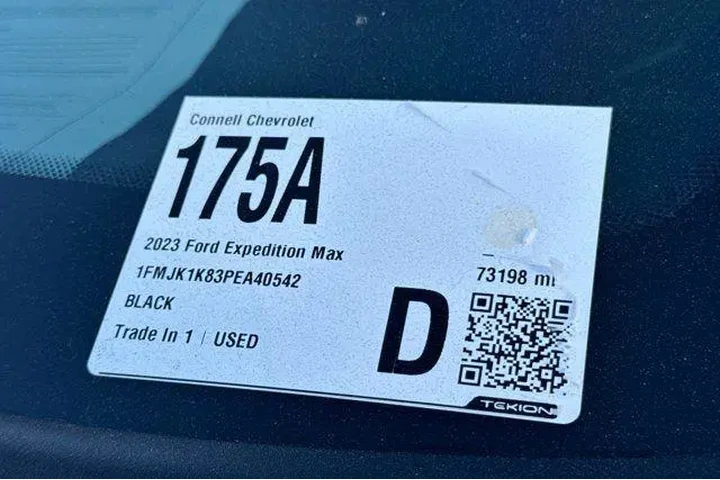 Connell Chevrolet
175A
2023 Ford Expedition Max
1FMJK1K83PEA40542
BLACK
Trade In 1 | USED
D
73198 mi
TEKION